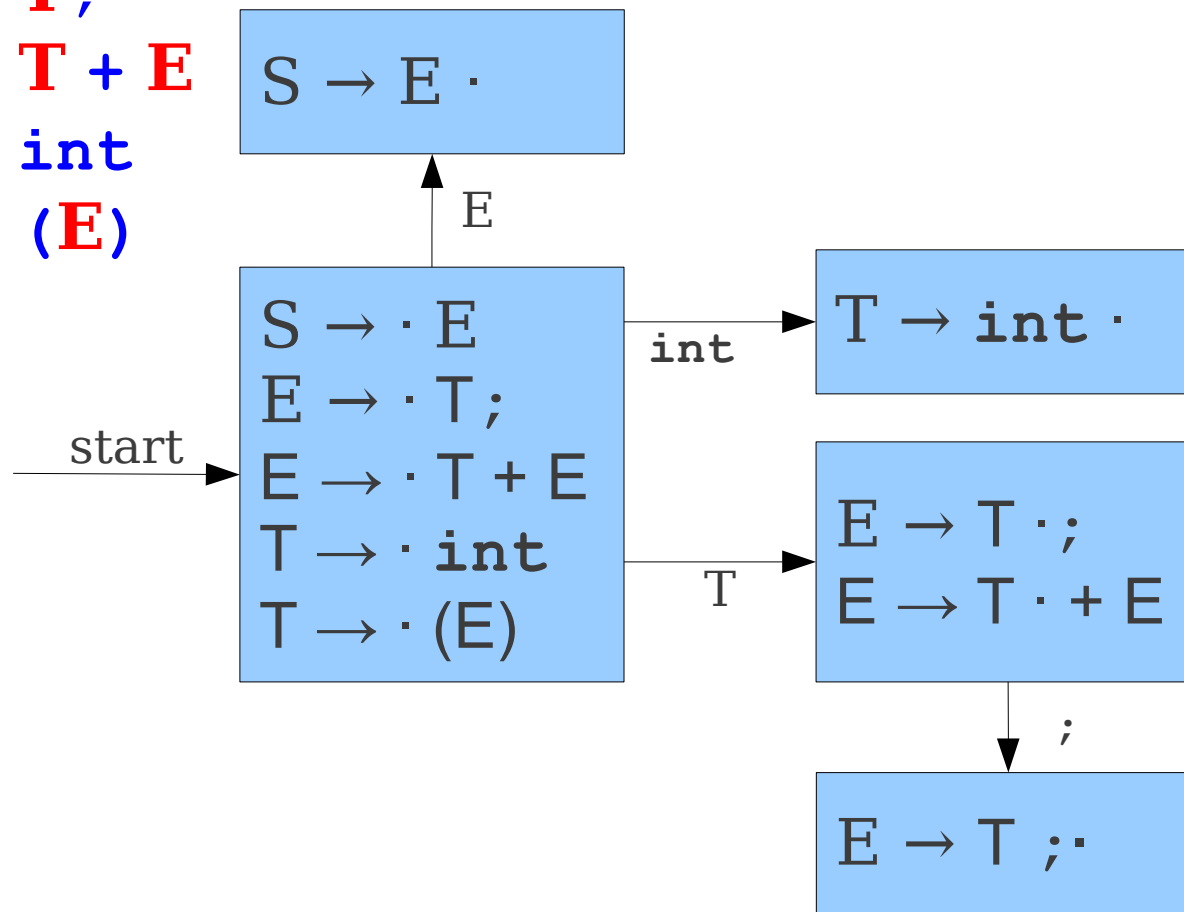 T;
T + E
int
(E)
S → E ·
E
S → · E
E → · T ;
E → · T + E
T → · int
T → · (E)
start
int
T → int ·
T
E → T · ;
E → T · + E
;
E → T ; ·